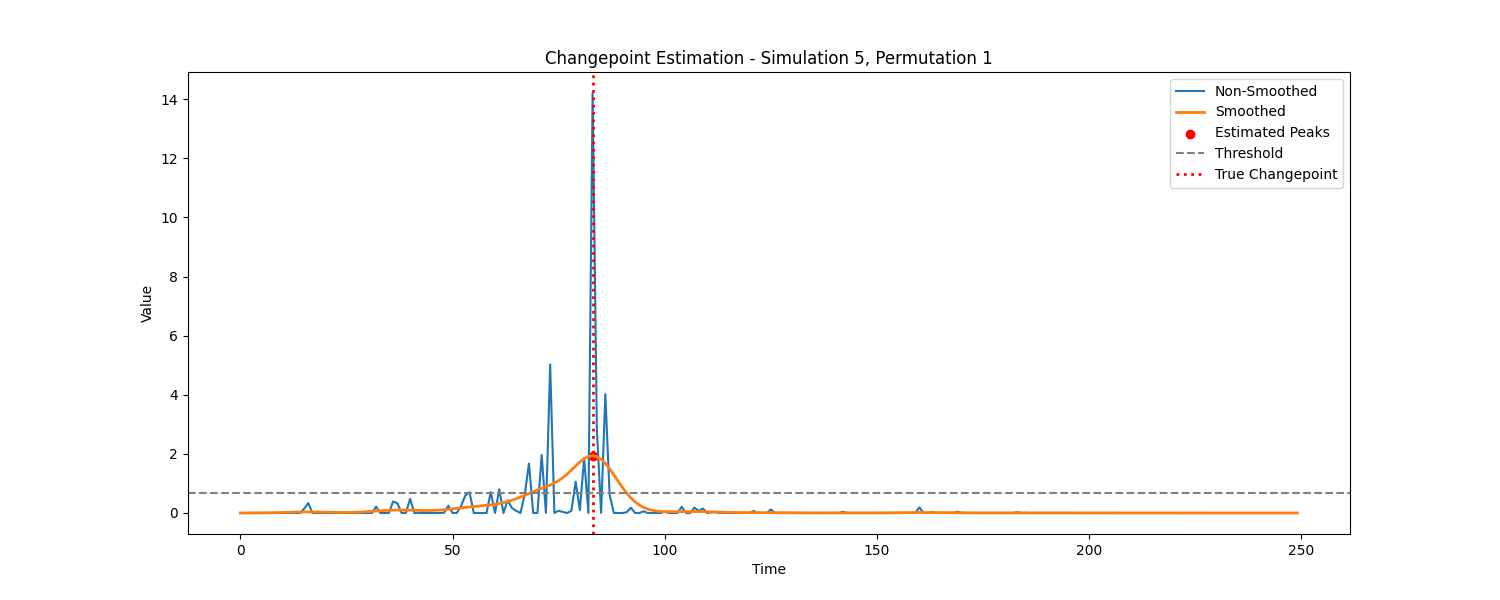 Changepoint Estimation - Simulation 5, Permutation 1
Non-Smoothed
Smoothed
Estimated Peaks
Threshold
True Changepoint
14
12
10
8
6
4
2
0
Value
0 50 100 150 200 250
Time